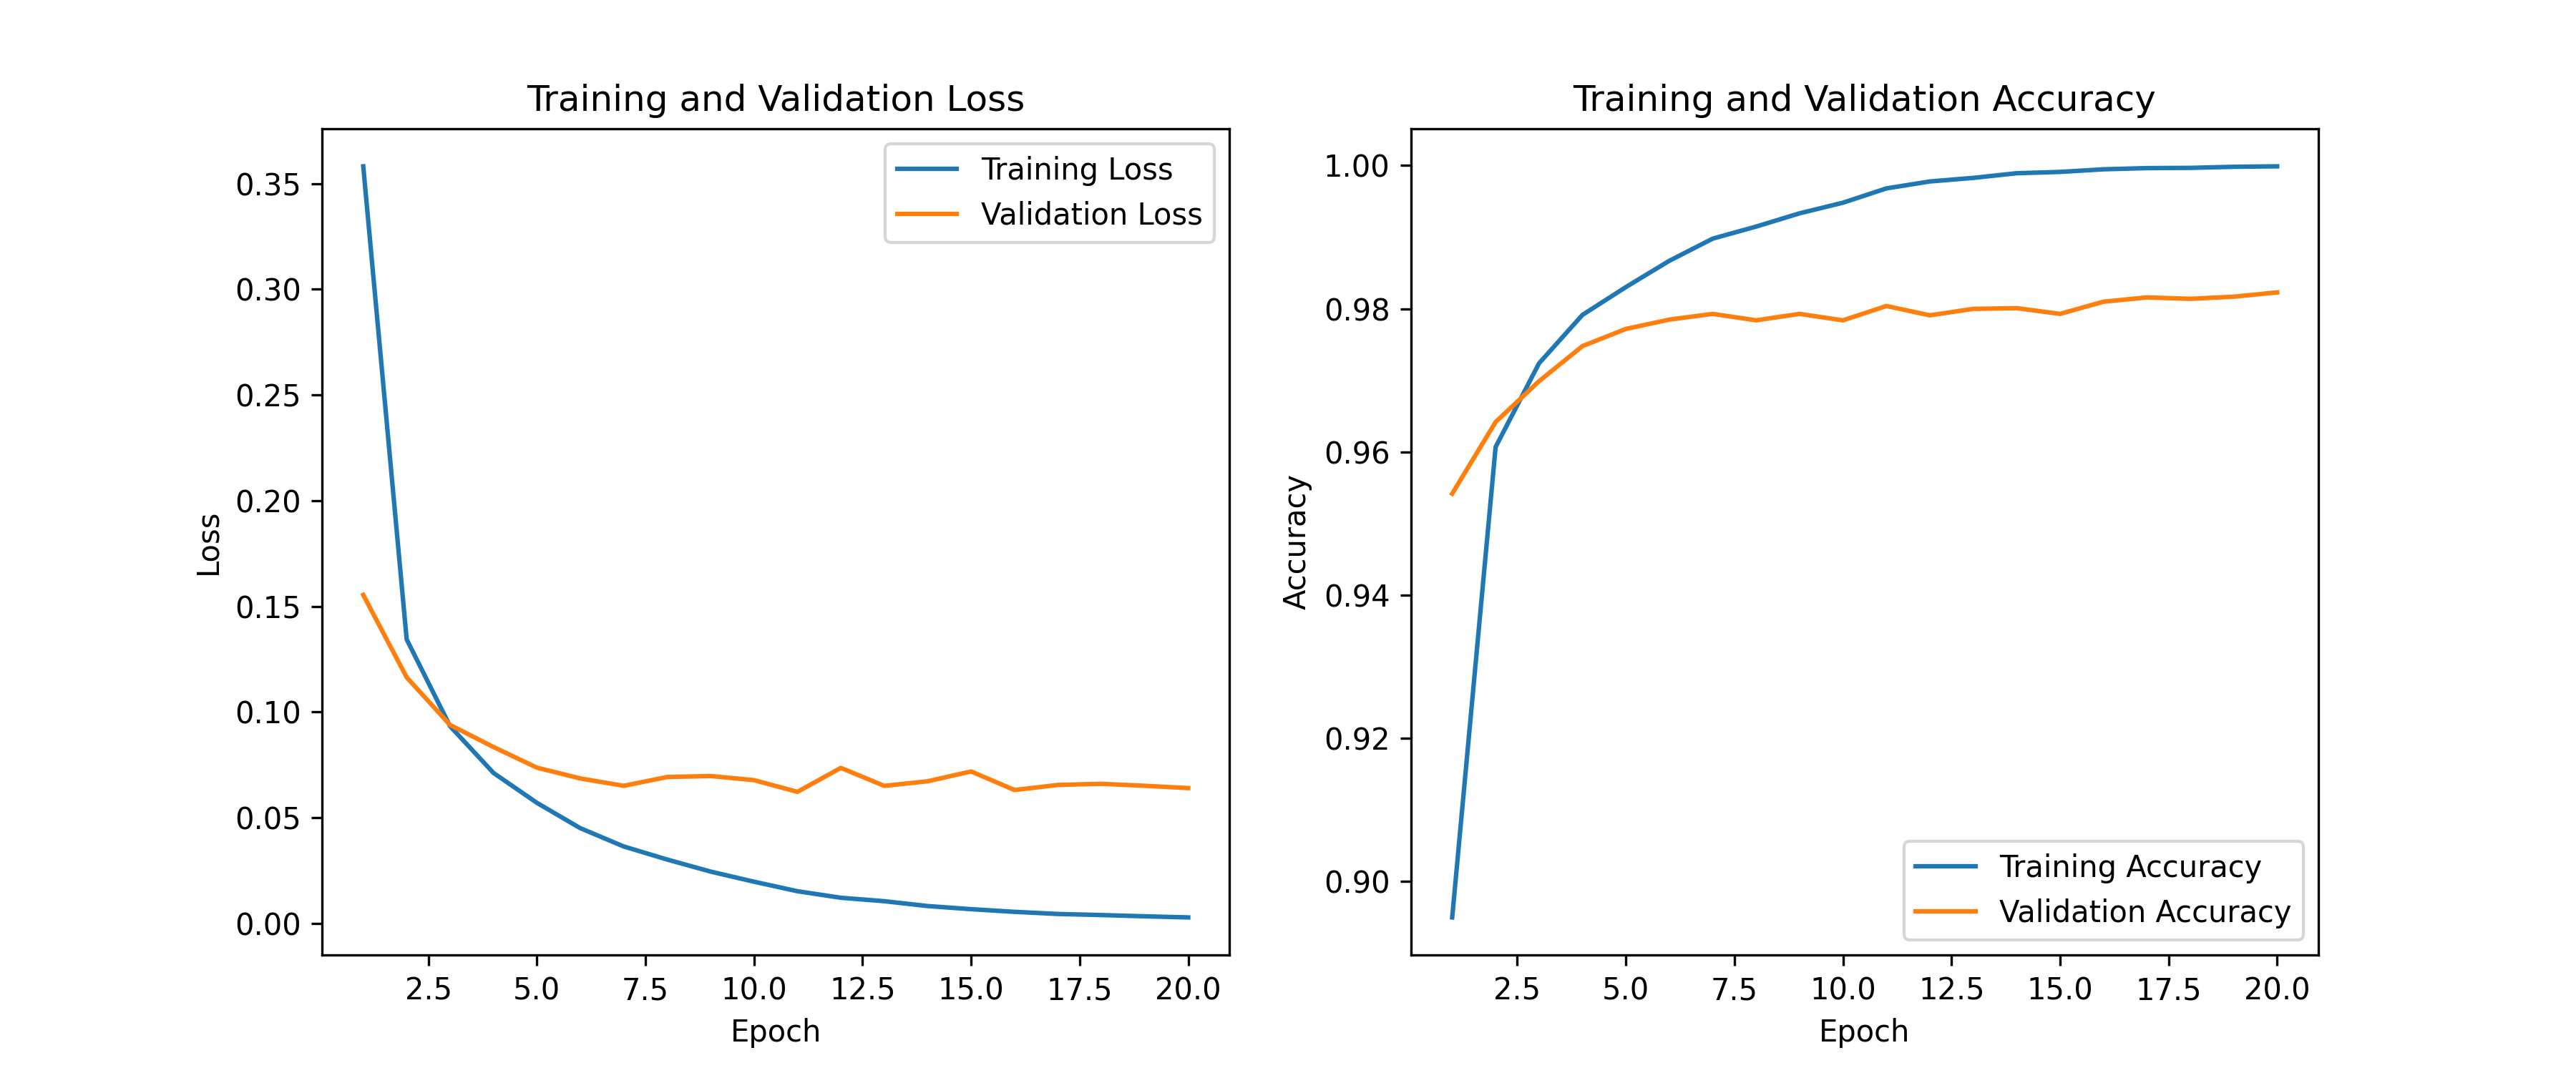 Training and Validation Loss
Training Loss
Validation Loss
0.35
0.30
0.25
0.20
0.15
0.10
0.05
0.00
Loss
2.5 5.0 7.5 10.0 12.5 15.0 17.5 20.0
Epoch
Training and Validation Accuracy
1.00
0.98
0.96
0.94
0.92
0.90
Accuracy
Training Accuracy
Validation Accuracy
2.5 5.0 7.5 10.0 12.5 15.0 17.5 20.0
Epoch